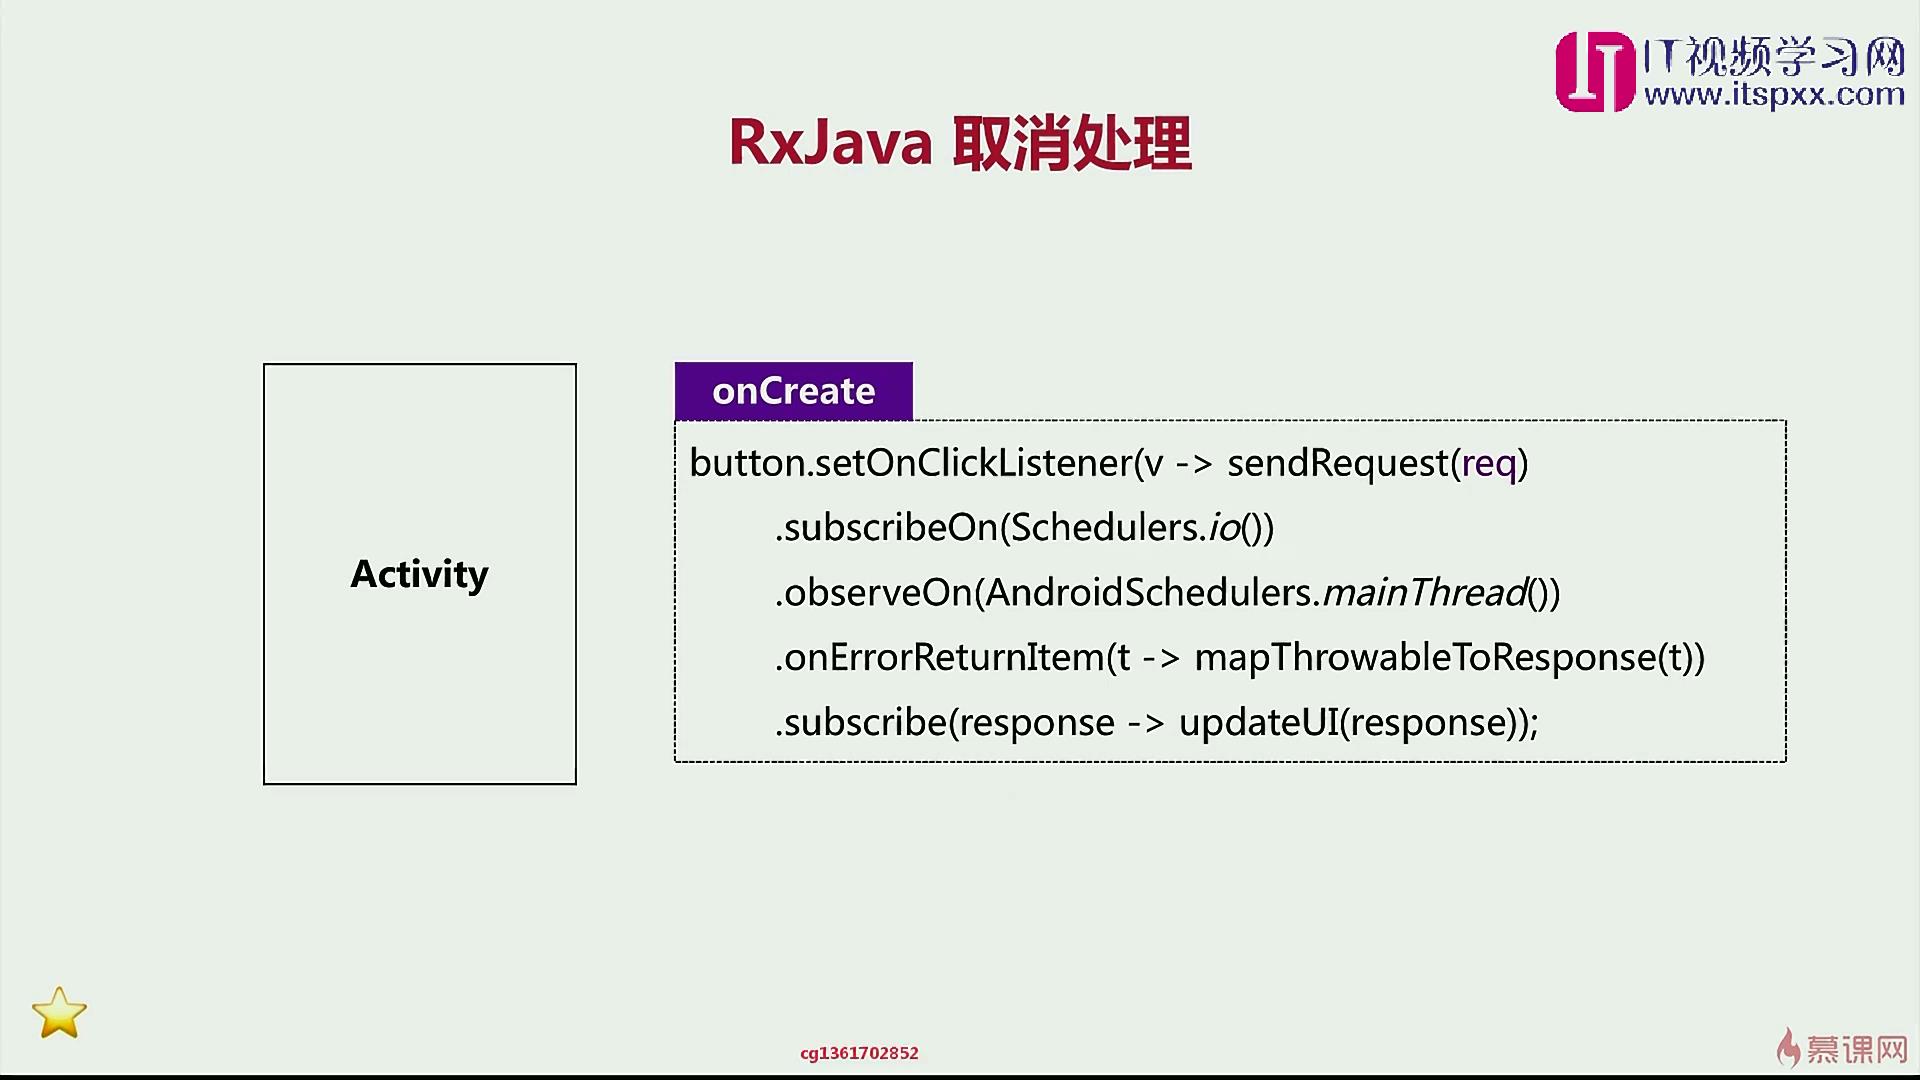 IT视频学习网
www.itspxx.com
RxJava 取消处理
Activity
onCreate
button.setOnClickListener(v -> sendRequest(req)
.subscribeOn(Schedulers.io())
.observeOn(AndroidSchedulers.mainThread())
.onErrorReturnItem(t -> mapThrowableToResponse(t))
.subscribe(response -> updateUI(response));
cg1361702852
慕课网